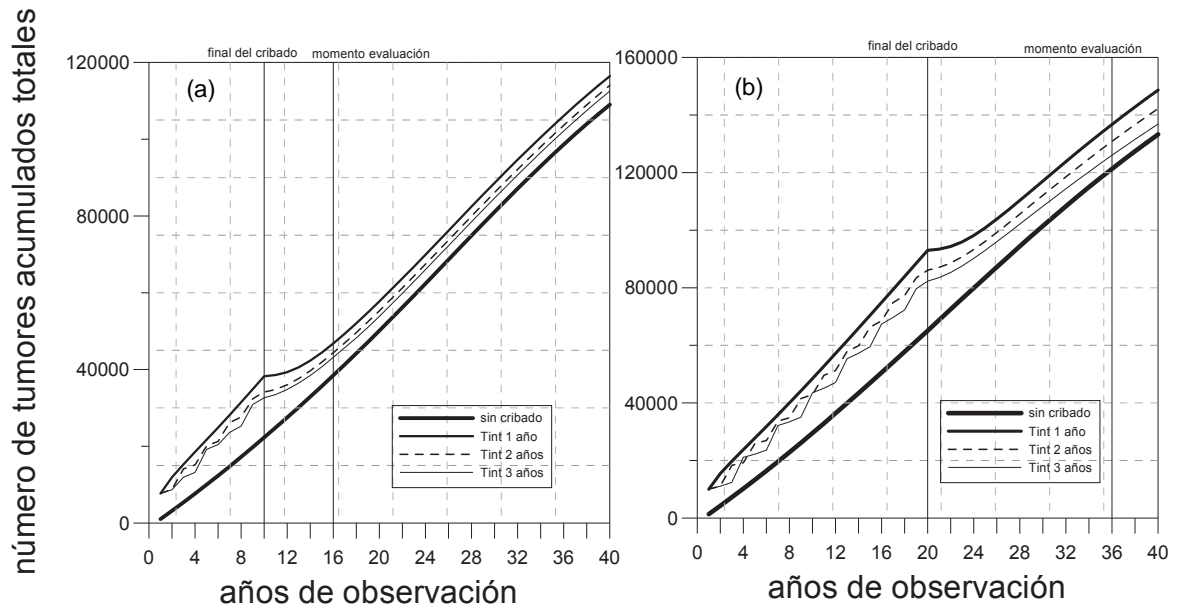 número de tumores acumulados totales
final del cribado
momento evaluación
120000
(a)
80000
40000
0
sin cribado
Tint 1 año
Tint 2 años
Tint 3 años
0 4 8 12 16 20 24 28 32 36 40
años de observación
final del cribado
momento evaluación
160000
(b)
120000
80000
40000
0
sin cribado
Tint 1 año
Tint 2 años
Tint 3 años
0 4 8 12 16 20 24 28 32 36 40
años de observación